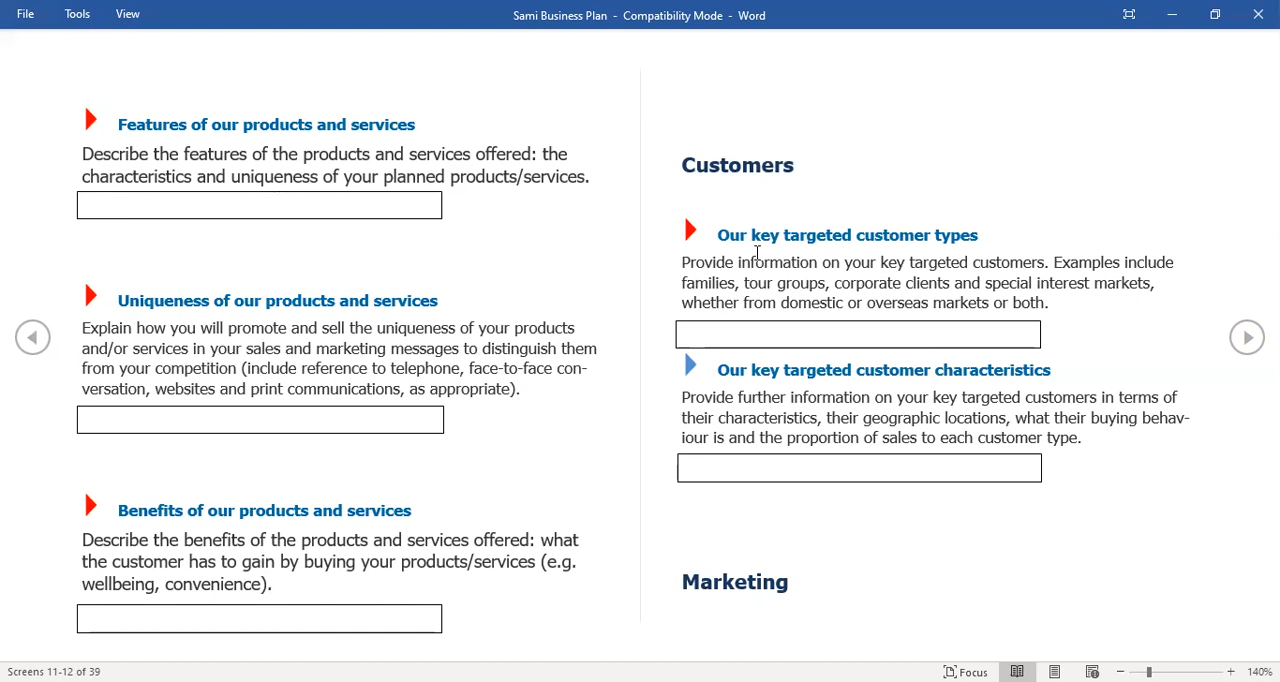 File Tools View Sami Business Plan - Compatibility Mode - Word
Features of our products and services
Describe the features of the products and services offered: the
characteristics and uniqueness of your planned products/services.
Uniqueness of our products and services
Explain how you will promote and sell the uniqueness of your products
and/or services in your sales and marketing messages to distinguish them
from your competition (include reference to telephone, face-to-face con-
versation, websites and print communications, as appropriate).
Benefits of our products and services
Describe the benefits of the products and services offered: what
the customer has to gain by buying your products/services (e.g.
wellbeing, convenience).
Customers
Our key targeted customer types
Provide information on your key targeted customers. Examples include
families, tour groups, corporate clients and special interest markets,
whether from domestic or overseas markets or both.
Our key targeted customer characteristics
Provide further information on your key targeted customers in terms of
their characteristics, their geographic locations, what their buying behav-
iour is and the proportion of sales to each customer type.
Marketing
Screens 11-12 of 39 Focus 140%